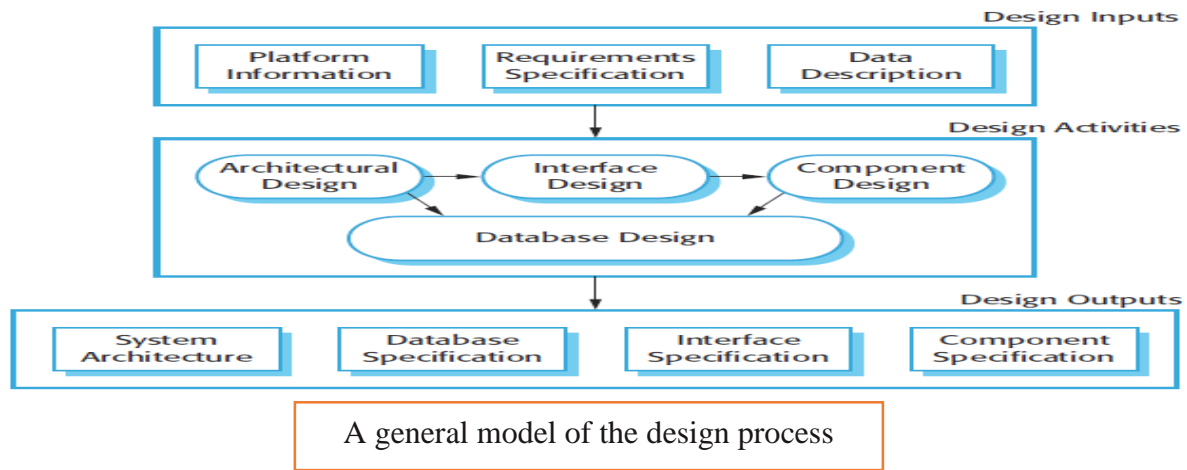 Design Inputs
Platform
Information
Requirements
Specification
Data
Description
Design Activities
Architectural
Design
Interface
Design
Component
Design
Database Design
Design Outputs
System
Architecture
Database
Specification
Interface
Specification
Component
Specification
A general model of the design process